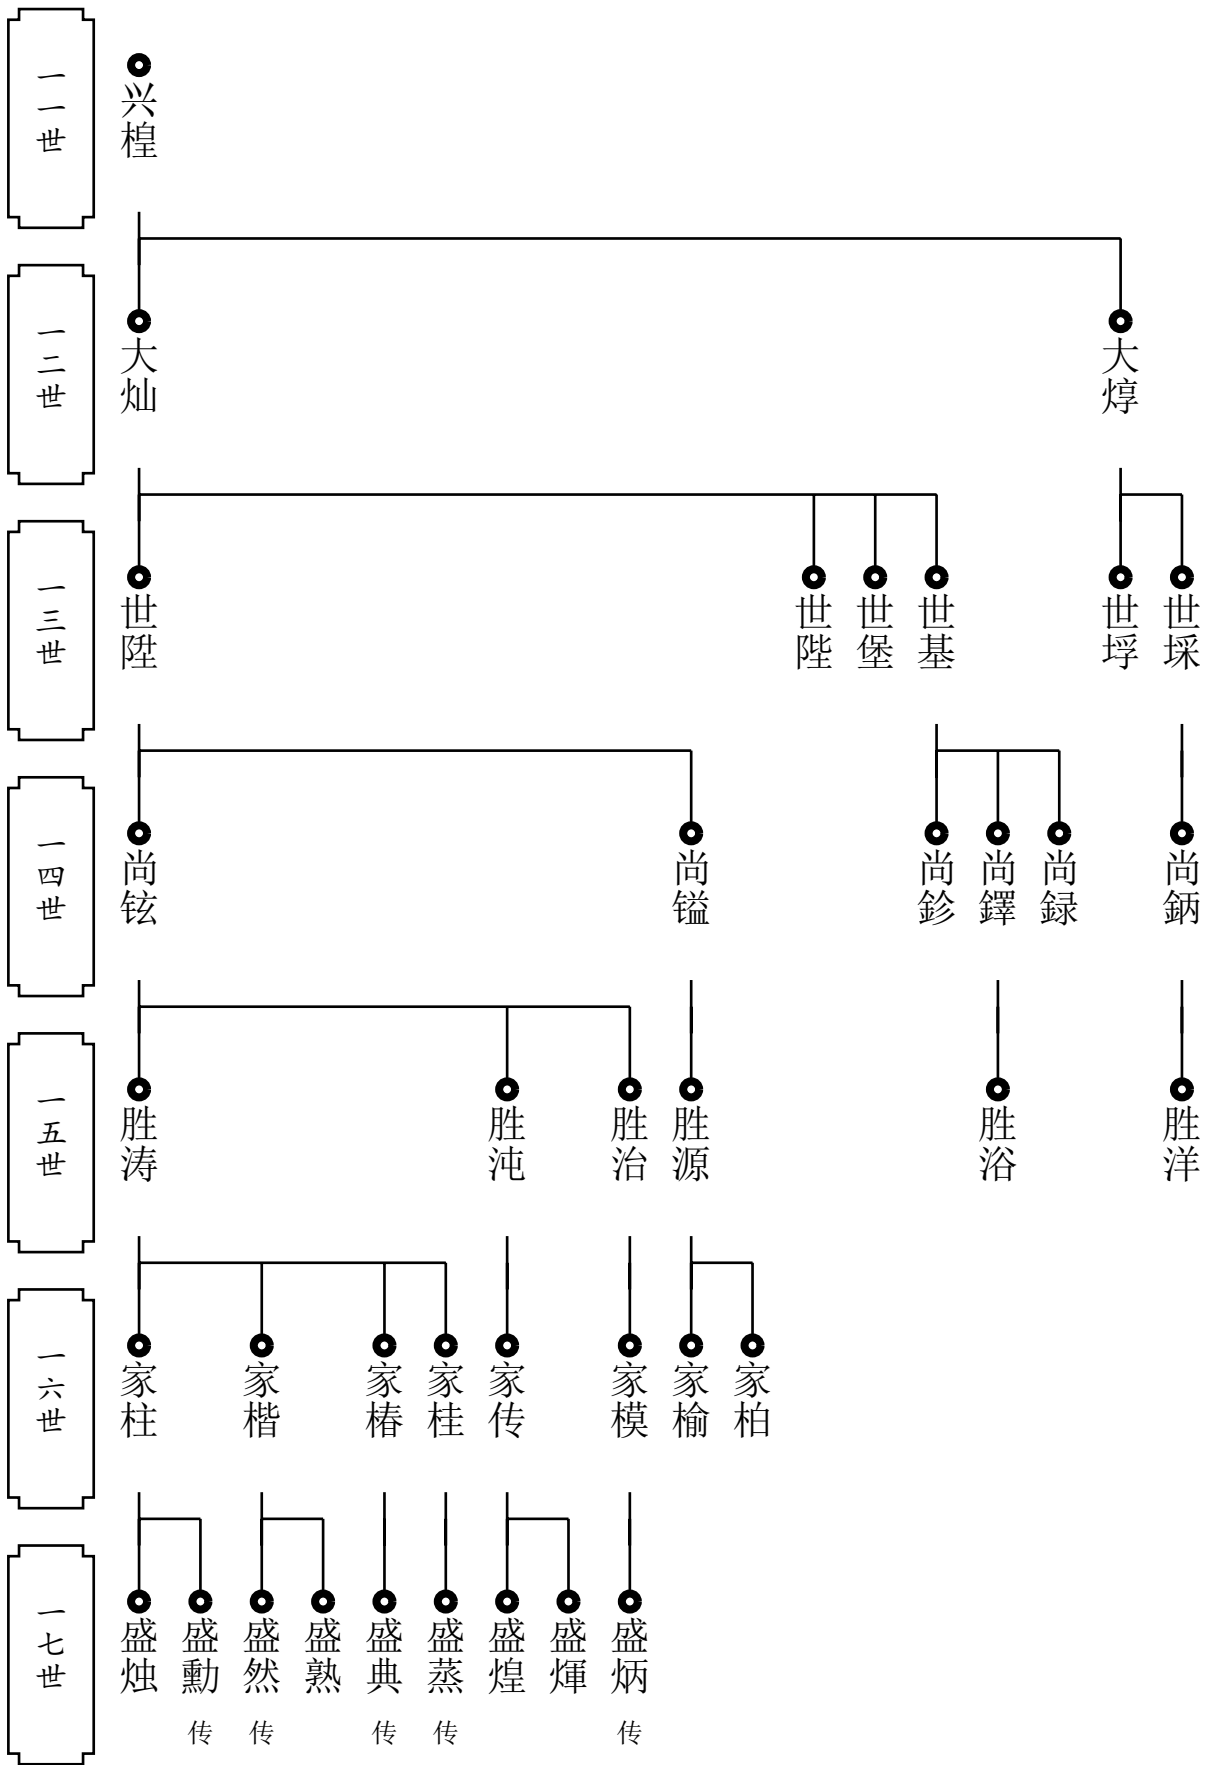 一一世
兴楻
一二世
大灿
大焞
一三世
世陞
世陛
世堡
世基
世垺
世埰
一四世
尚铉
尚镒
尚鉁
尚鐸
尚録
尚鈵
一五世
胜涛
胜沌
胜治
胜源
胜浴
胜洋
一六世
家柱
家楷
家椿
家桂
家传
家模
家榆
家柏
一七世
盛烛
盛勳
盛然
盛熟
盛典
盛蒸
盛煌
盛煇
盛炳
传
传
传
传
传